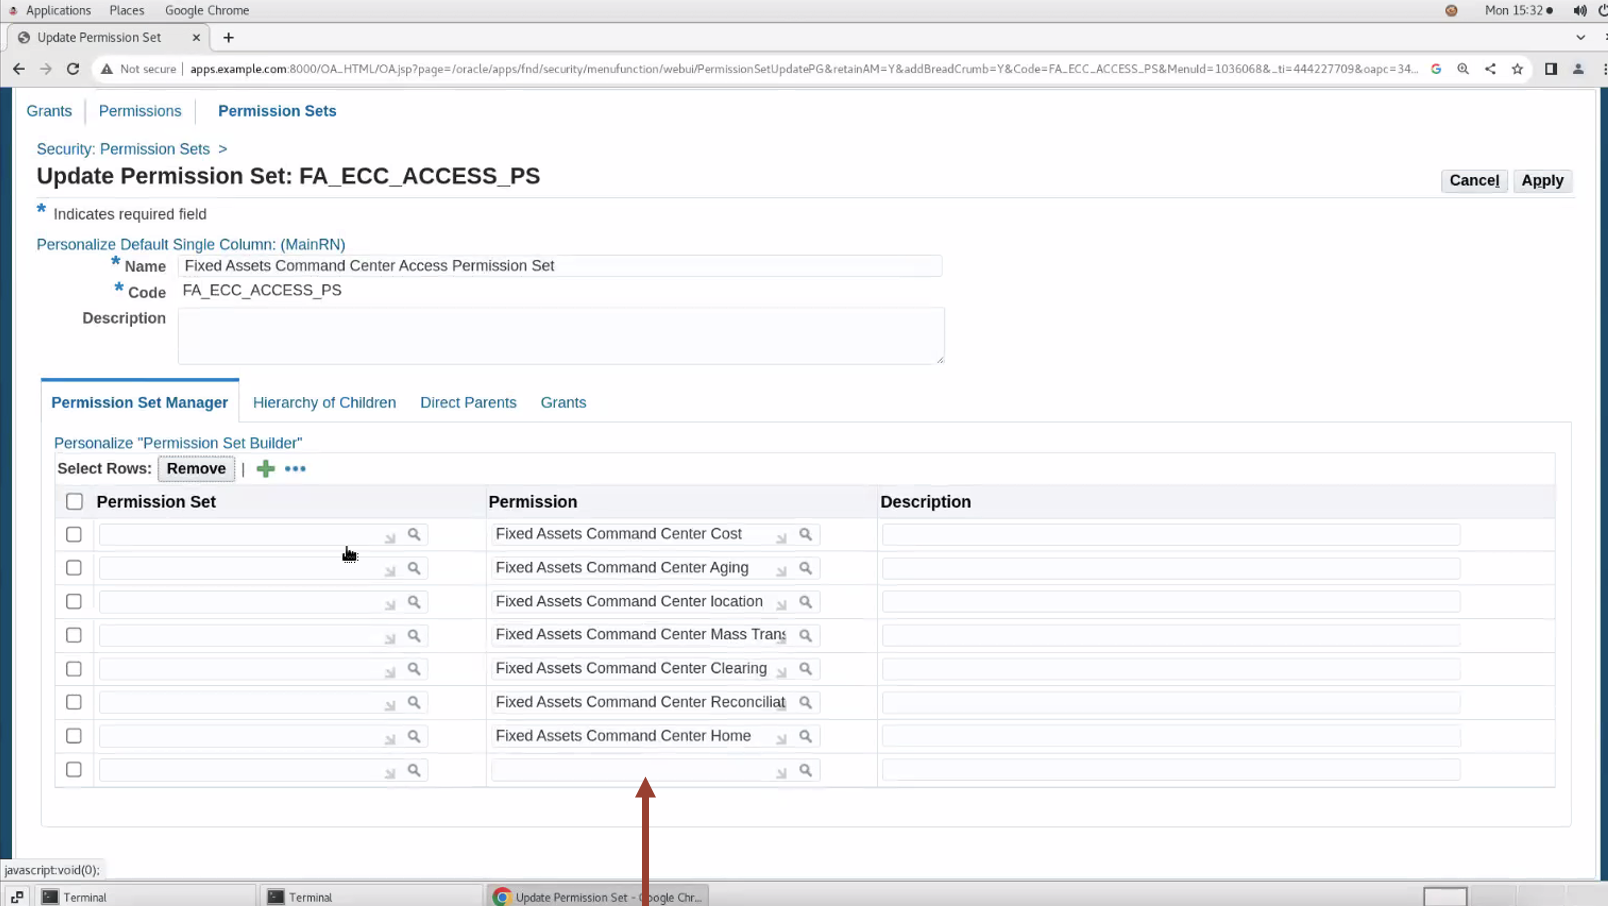 Applications Places Google Chrome Mon 15:32
Update Permission Set
Not secure apps.example.com:8000/OA_HTML/OA.jsp?page=/oracle/apps/fnd/security/menufunction/webui/PermissionSetUpdatePG&retainAM=Y&addBreadCrumb=Y&Code=FA_ECC_ACCESS_PS&MenuId=1036068&_ti=444227709&oapc=34...
Grants Permissions Permission Sets
Security: Permission Sets >
Update Permission Set: FA_ECC_ACCESS_PS
Cancel Apply
* Indicates required field
Personalize Default Single Column: (MainRN)
* Name Fixed Assets Command Center Access Permission Set
* Code FA_ECC_ACCESS_PS
Description
Permission Set Manager Hierarchy of Children Direct Parents Grants
Personalize "Permission Set Builder"
Select Rows: Remove |
Permission Set Permission Description
Fixed Assets Command Center Cost
Fixed Assets Command Center Aging
Fixed Assets Command Center location
Fixed Assets Command Center Mass Trans
Fixed Assets Command Center Clearing
Fixed Assets Command Center Reconciliat
Fixed Assets Command Center Home
javascript:void(0);
Terminal Terminal Update Permission Set - Google Chr...